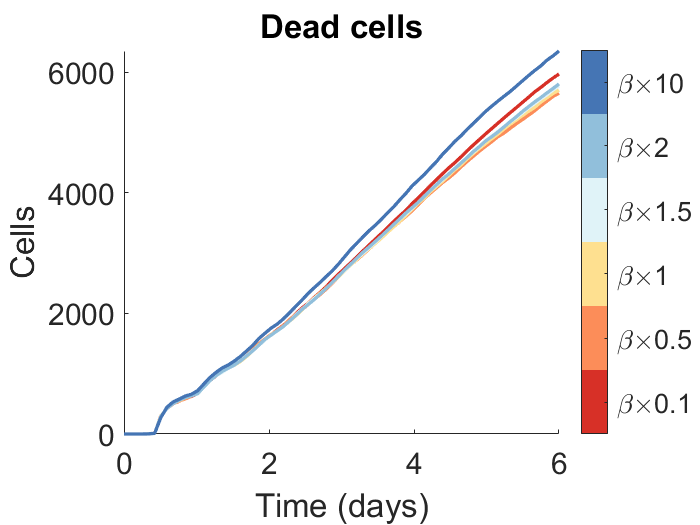 Dead cells
Cells
6000
4000
2000
0
0 2 4 6
Time (days)
β×10
β×2
β×1.5
β×1
β×0.5
β×0.1